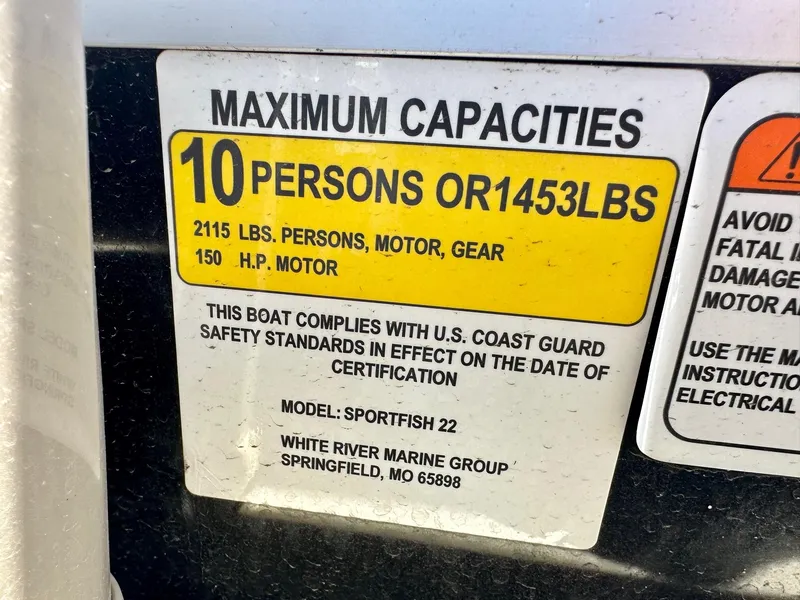 MAXIMUM CAPACITIES
10 PERSONS OR1453LBS
2115 LBS. PERSONS, MOTOR, GEAR
150 H.P. MOTOR
THIS BOAT COMPLIES WITH U.S. COAST GUARD
SAFETY STANDARDS IN EFFECT ON THE DATE OF
CERTIFICATION
MODEL: SPORTFISH 22
WHITE RIVER MARINE GROUP
SPRINGFIELD, MO 65898
AVOID
FATAL
DAMAGE
MOTOR
USE THE
INSTRUCTIO
ELECTRICAL